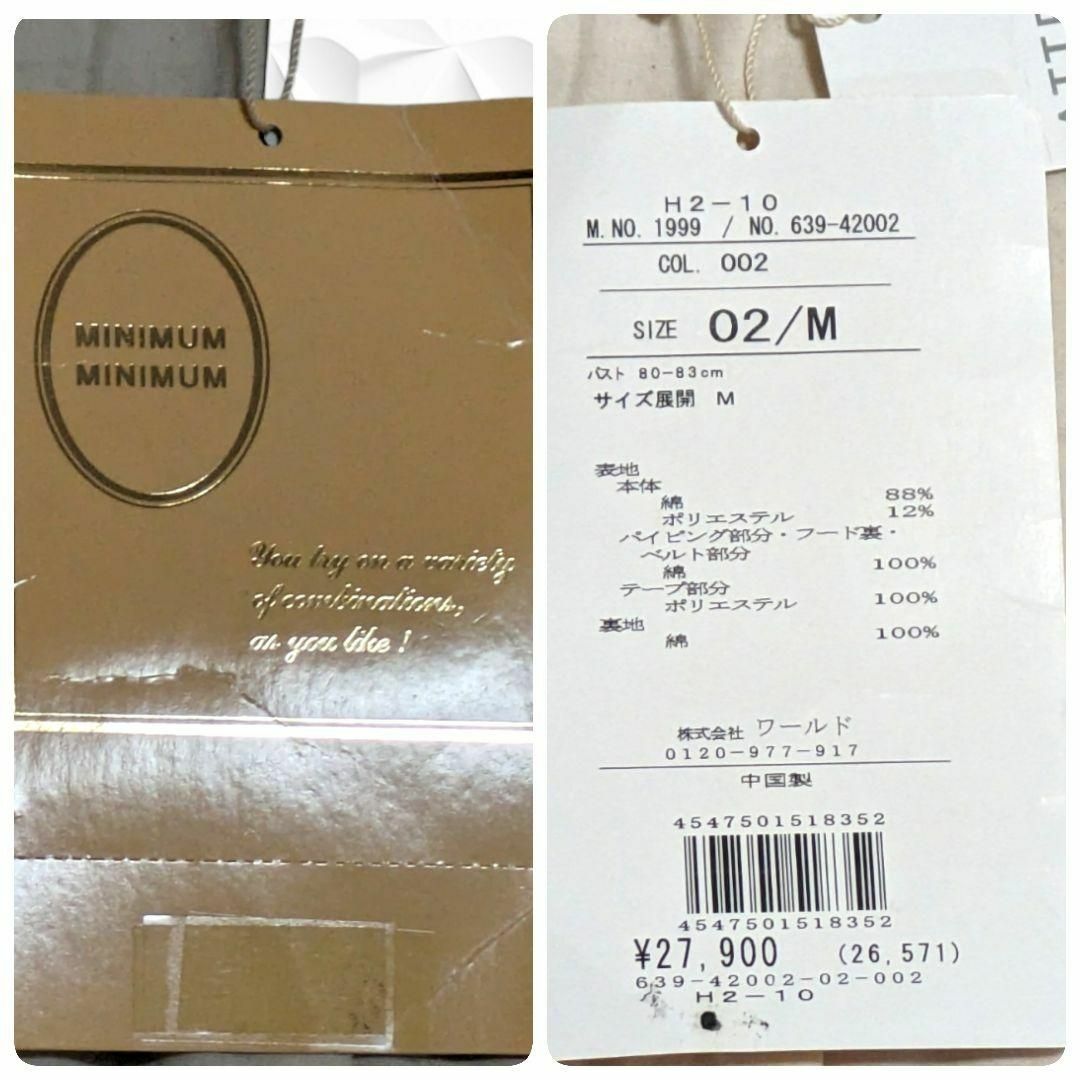 MINIMUM
MINIMUM
You try on a variety
of combinations,
as you like!
H2-10
M.NO. 1999 / NO. 639-42002
COL. 002
SIZE 02/M
バスト 80-83cm
サイズ展開 M
表地
本体
綿 88%
ポリエステル 12%
パイピング部分・フード裏・
ベルト部分
綿 100%
テープ部分
ポリエステル 100%
裏地
綿 100%
株式会社 ワールド
0120-977-917
中国製
4547501518352
4547501518352
¥27,900 (26,571)
639-42002-02-002
H2-10